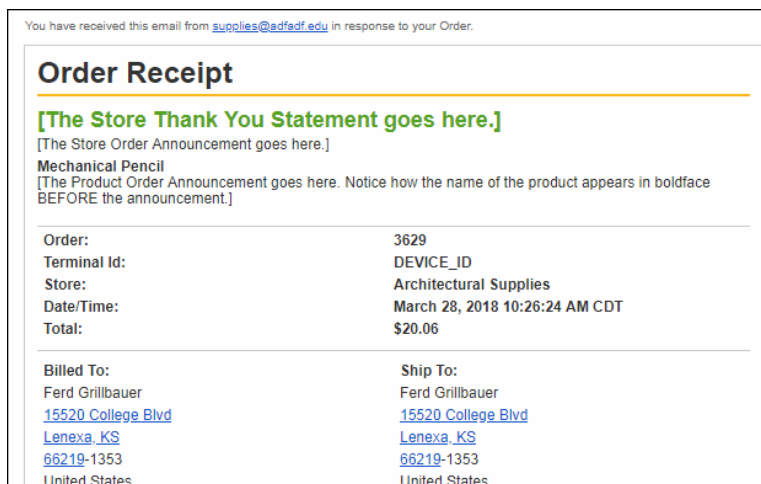 You have received this email from supplies@adfadf.edu in response to your Order.
Order Receipt
[The Store Thank You Statement goes here.]
[The Store Order Announcement goes here.]
Mechanical Pencil
[The Product Order Announcement goes here. Notice how the name of the product appears in boldface
BEFORE the announcement.]
Order: 3629
Terminal Id: DEVICE_ID
Store: Architectural Supplies
Date/Time: March 28, 2018 10:26:24 AM CDT
Total: $20.06
Billed To: Ship To:
Ferd Grillbauer Ferd Grillbauer
15520 College Blvd 15520 College Blvd
Lenexa, KS Lenexa, KS
66219-1353 66219-1353
United States United States